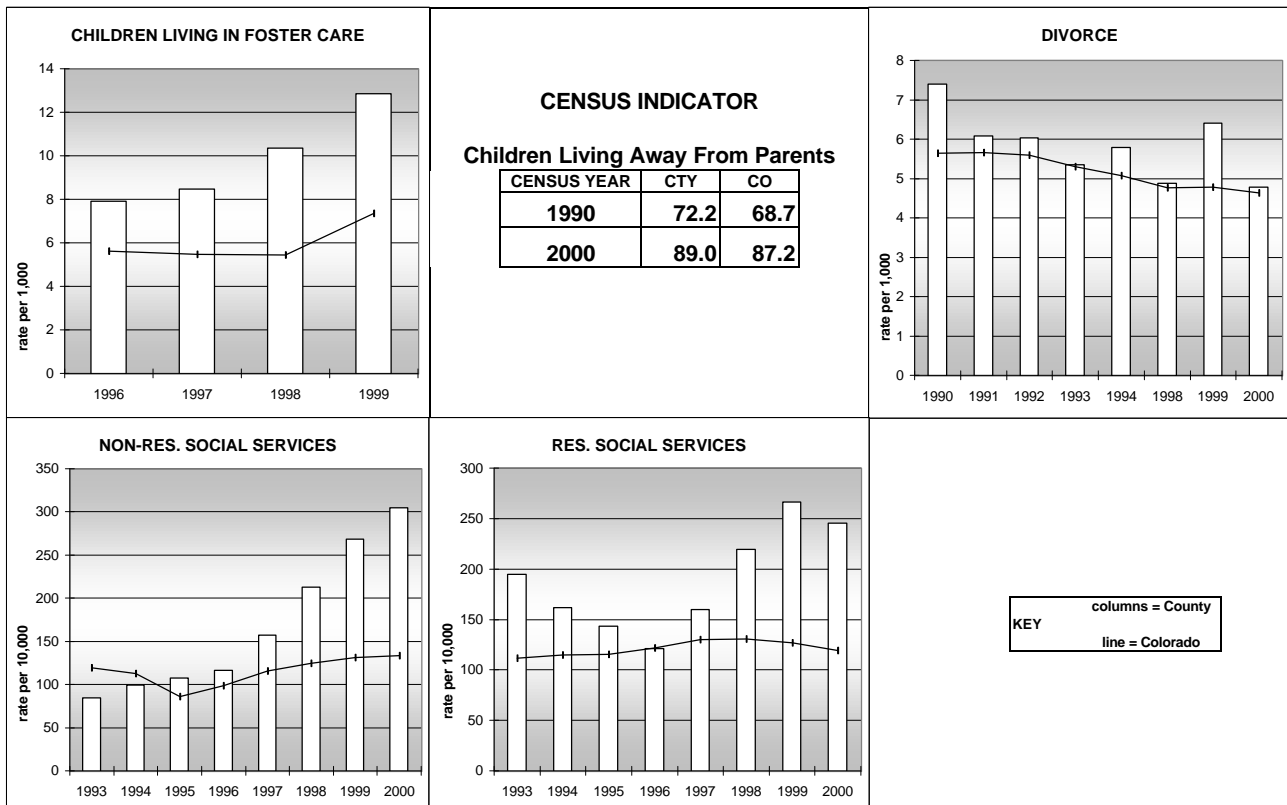 CHILDREN LIVING IN FOSTER CARE
14
12
10
8
6
4
2
0
rate per 1,000
1996 1997 1998 1999
CENSUS INDICATOR
Children Living Away From Parents
CENSUS YEAR CTY CO
1990 72.2 68.7
2000 89.0 87.2
DIVORCE
8
7
6
5
4
3
2
1
0
rate per 1,000
1990 1991 1992 1993 1994 1998 1999 2000
NON-RES. SOCIAL SERVICES
350
300
250
200
150
100
50
0
rate per 10,000
1993 1994 1995 1996 1997 1998 1999 2000
RES. SOCIAL SERVICES
300
250
200
150
100
50
0
rate per 10,000
1993 1994 1995 1996 1997 1998 1999 2000
columns = County
KEY
line = Colorado